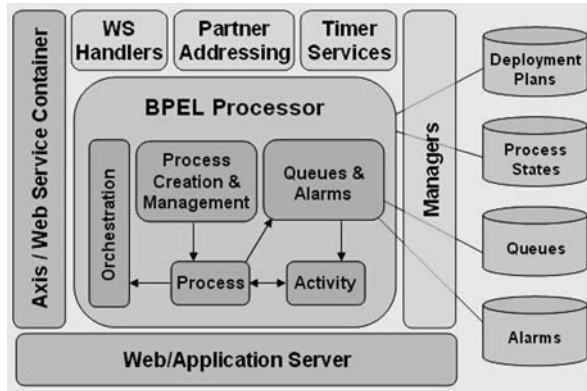 Axis / Web Service Container
WS
Handlers
Partner
Addressing
Timer
Services
BPEL Processor
Orchestration
Process
Creation &
Management
Queues &
Alarms
Process
Activity
Managers
Web/Application Server
Deployment
Plans
Process
States
Queues
Alarms